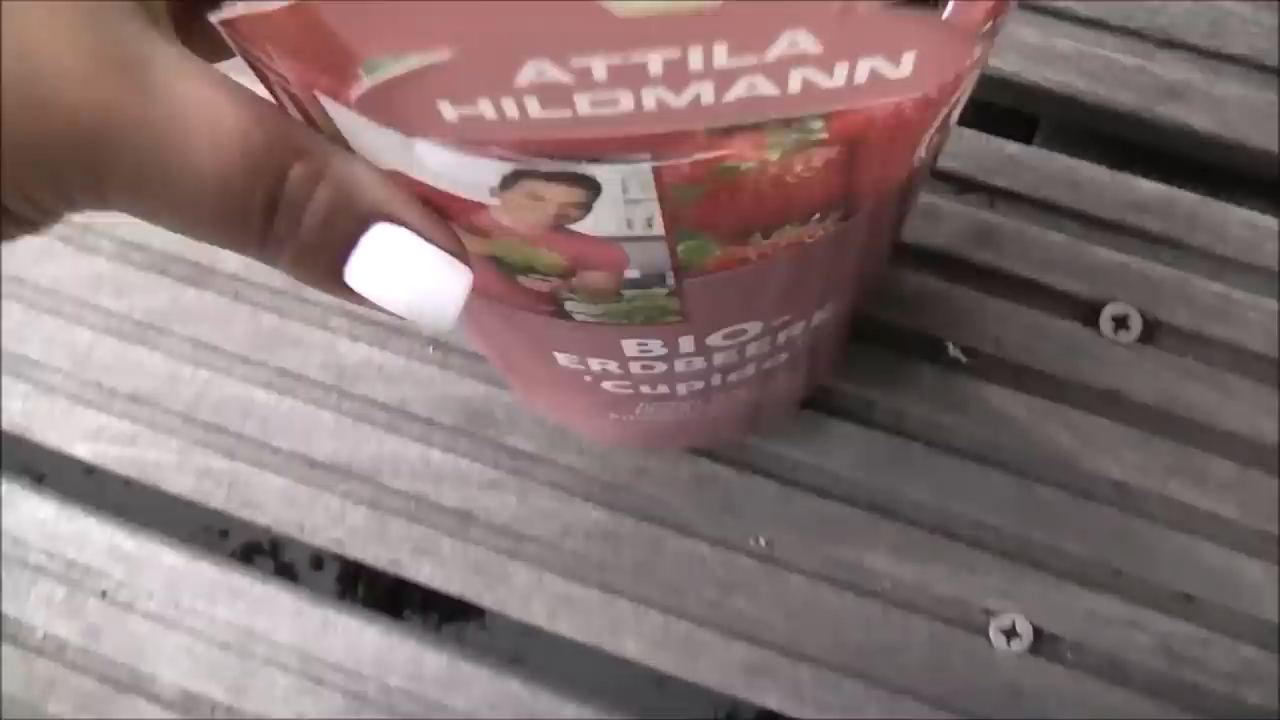 ATTILA
HILDMANN
BIO-
ERDBEERE
'Cupido'